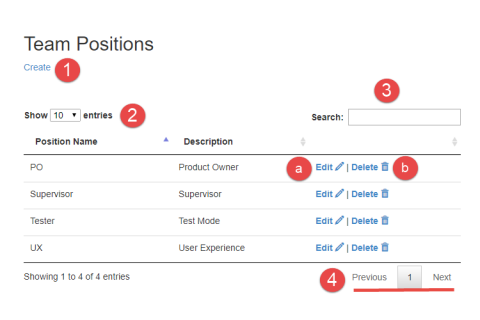 Team Positions
Create 1
3
Show 10 entries 2 Search:
Position Name Description
PO Product Owner a Edit | Delete b
Supervisor Supervisor Edit | Delete
Tester Test Mode Edit | Delete
UX User Experience Edit | Delete
Showing 1 to 4 of 4 entries 4 Previous 1 Next